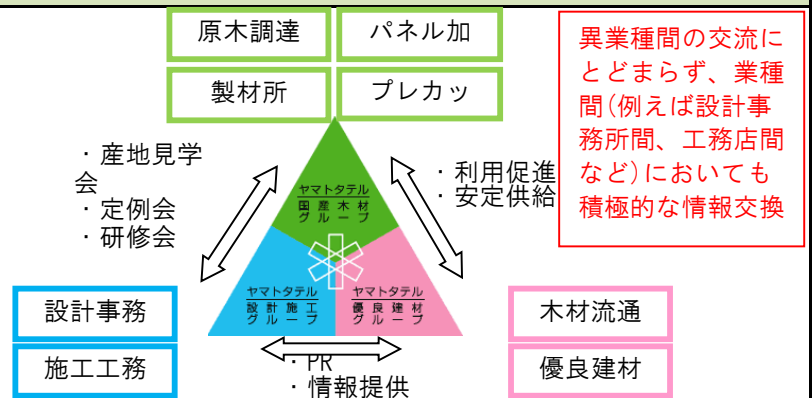 原木調達
パネル加
製材所
プレカッ
異業種間の交流に
とどまらず、業種
間(例えば設計事
務所間、工務店間
など)においても
積極的な情報交換
・産地見学
会
・定例会
・研修会
・利用促進
・安定供給
ヤマトタテル
国産木材
グループ
ヤマトタテル
設計施工
グループ
ヤマトタテル
優良建材
グループ
設計事務
施工工務
木材流通
優良建材
・PR
・情報提供